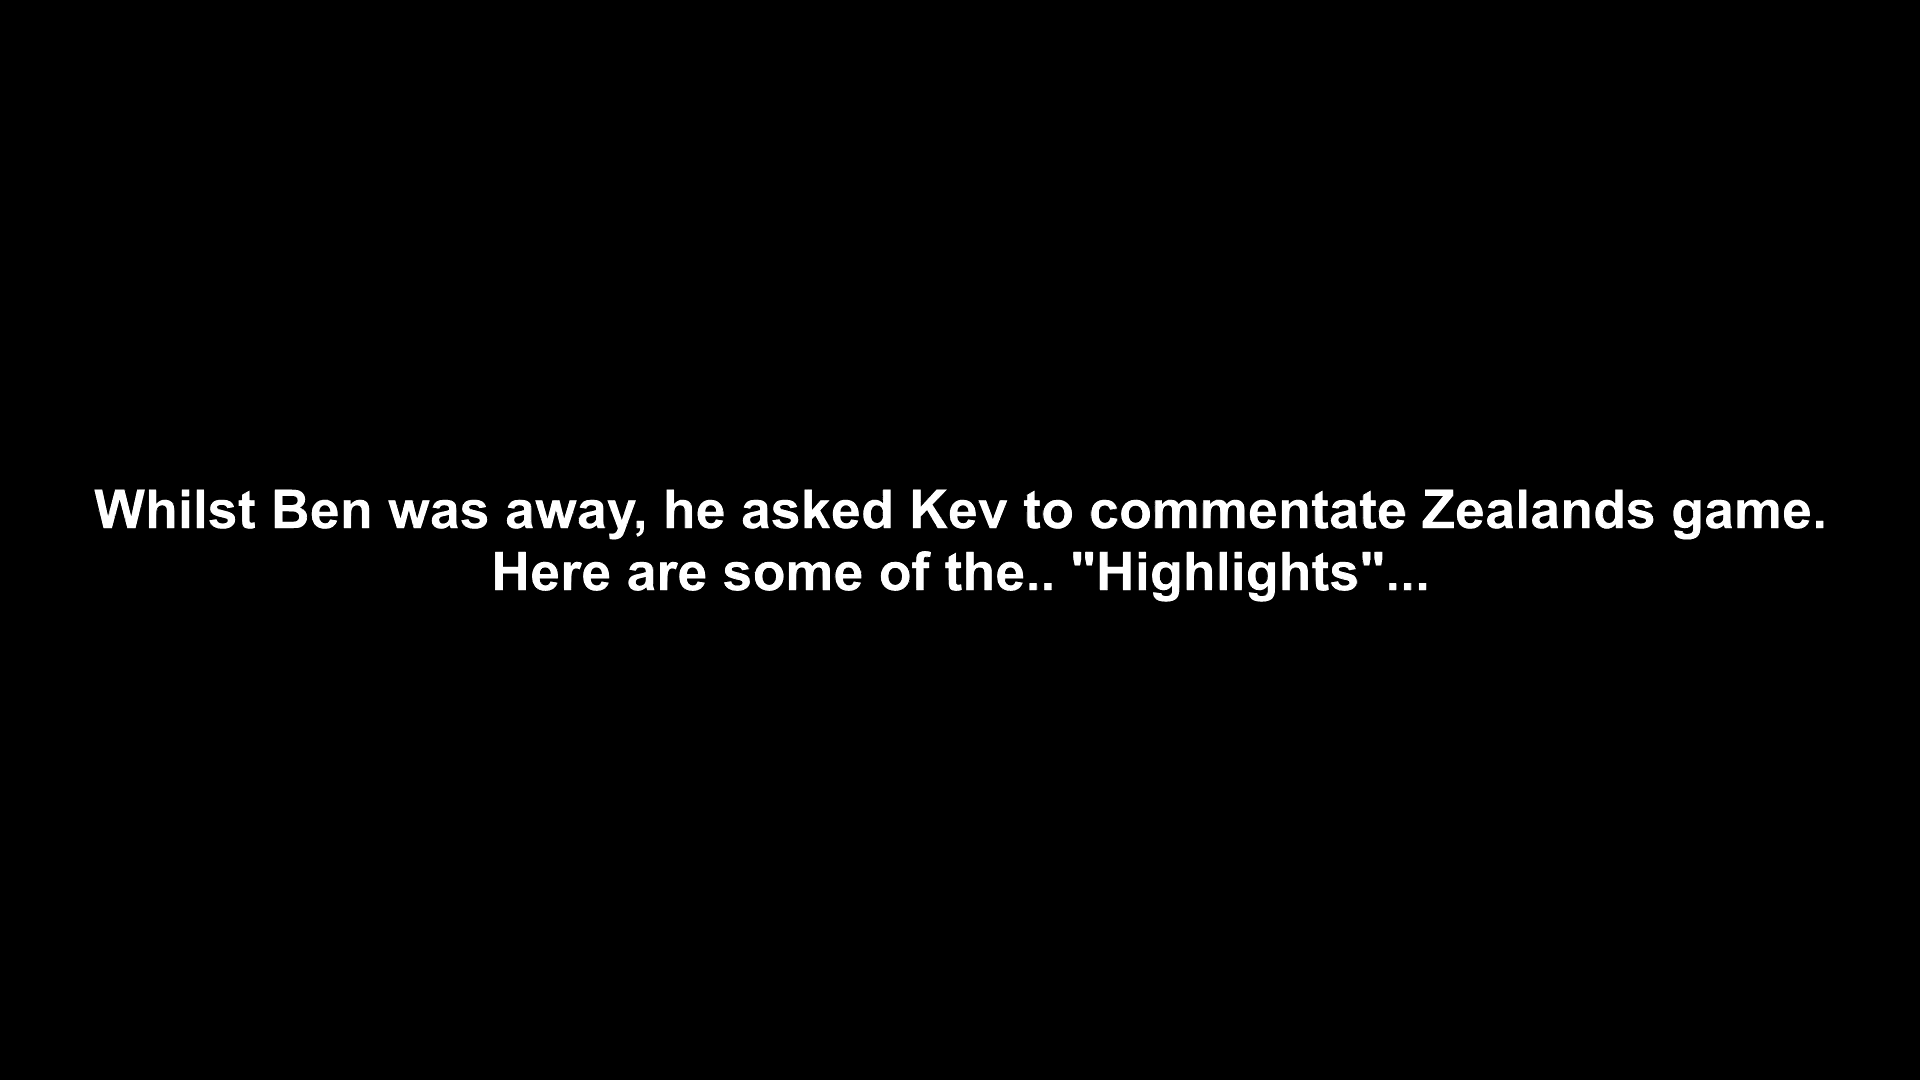 Whilst Ben was away, he asked Kev to commentate Zealands game.
Here are some of the.. "Highlights"...